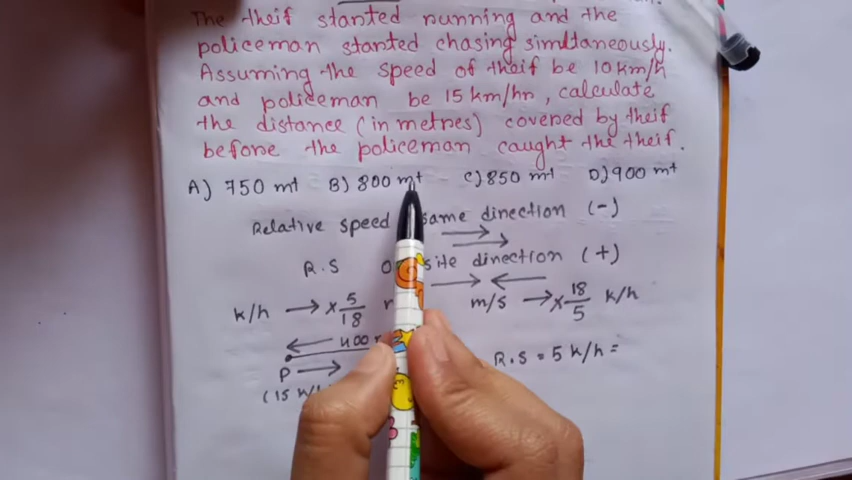 The theif started running and the
policeman started chasing simltaneously.
Assuming the speed of theif be 10 km/h
and policeman be 15 km/hr, calculate
the distance (in metres) covered by theif
before the policeman caught the theif.
A) 750 mt B) 800 mt C) 850 mt D) 900 mt
Relative speed same direction (-)
R.S direction (+)
k/h → × 5/18 m/s → × 18/5 k/h
400
P → R.S = 5 k/h =
(15